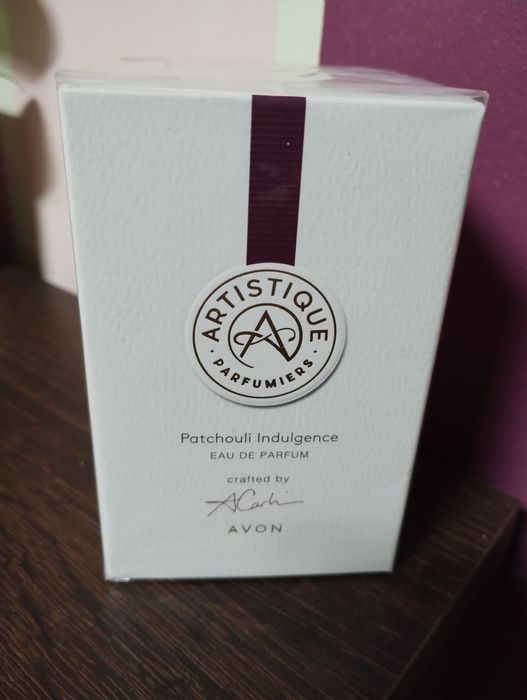 ARTISTIQUE
PARFUMIERS
Patchouli Indulgence
EAU DE PARFUM
crafted by
AVON